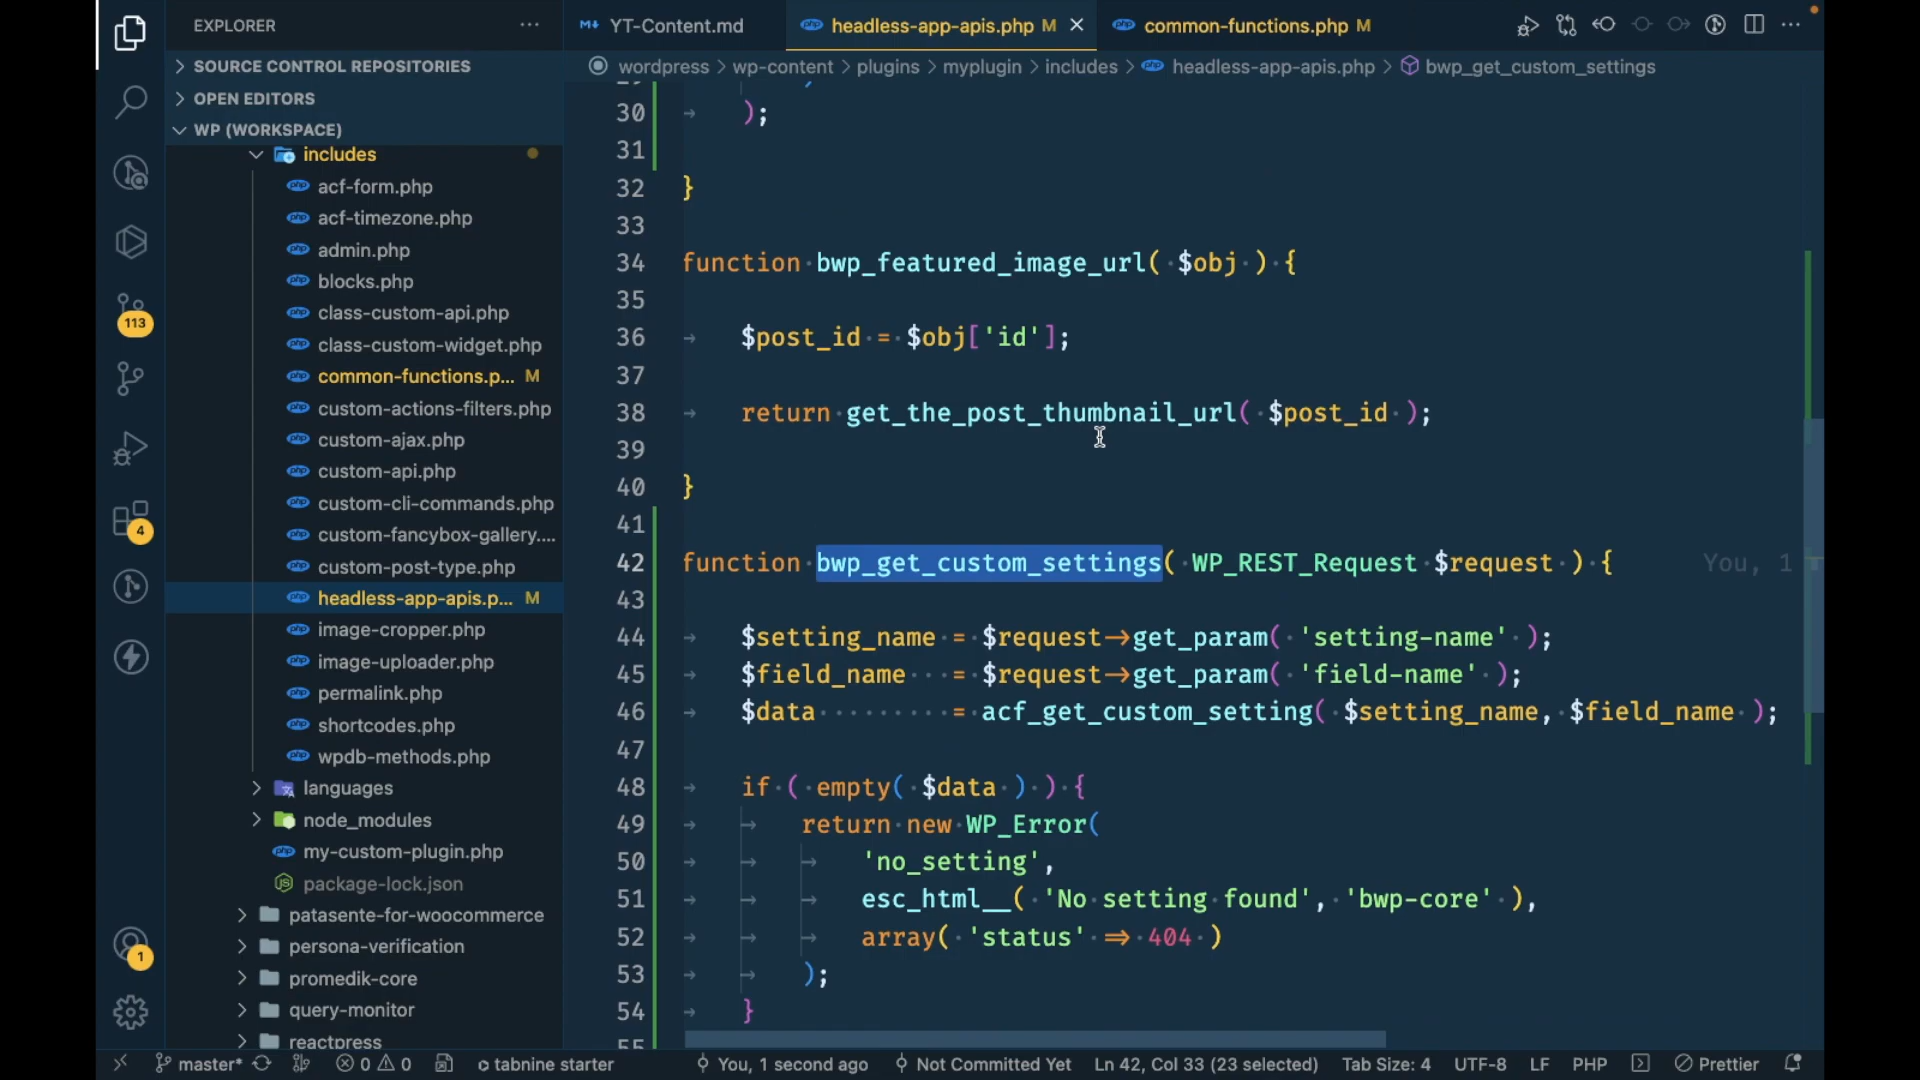 EXPLORER
SOURCE CONTROL REPOSITORIES
OPEN EDITORS
WP (WORKSPACE)
includes
acf-form.php
acf-timezone.php
admin.php
blocks.php
class-custom-api.php
class-custom-widget.php
common-functions.p... M
custom-actions-filters.php
custom-ajax.php
custom-api.php
custom-cli-commands.php
custom-fancybox-gallery....
custom-post-type.php
headless-app-apis.p... M
image-cropper.php
image-uploader.php
permalink.php
shortcodes.php
wpdb-methods.php
languages
node_modules
my-custom-plugin.php
package-lock.json
patasente-for-woocommerce
persona-verification
promedik-core
query-monitor
reactpress
113
4
1
YT-Content.md
headless-app-apis.php M
common-functions.php M
wordpress > wp-content > plugins > myplugin > includes > headless-app-apis.php > bwp_get_custom_settings
30 );
31
32 }
33
34 function bwp_featured_image_url( $obj ) {
35
36 $post_id = $obj['id'];
37
38 return get_the_post_thumbnail_url( $post_id );
39
40 }
41
42 function bwp_get_custom_settings( WP_REST_Request $request ) { You, 1
43
44 $setting_name = $request->get_param( 'setting-name' );
45 $field_name = $request->get_param( 'field-name' );
46 $data = acf_get_custom_setting( $setting_name, $field_name );
47
48 if ( empty( $data ) ) {
49 return new WP_Error(
50 'no_setting',
51 esc_html__( 'No setting found', 'bwp-core' ),
52 array( 'status' => 404 )
53 );
54 }
55
master* 0 0 tabnine starter You, 1 second ago Not Committed Yet Ln 42, Col 33 (23 selected) Tab Size: 4 UTF-8 LF PHP Prettier